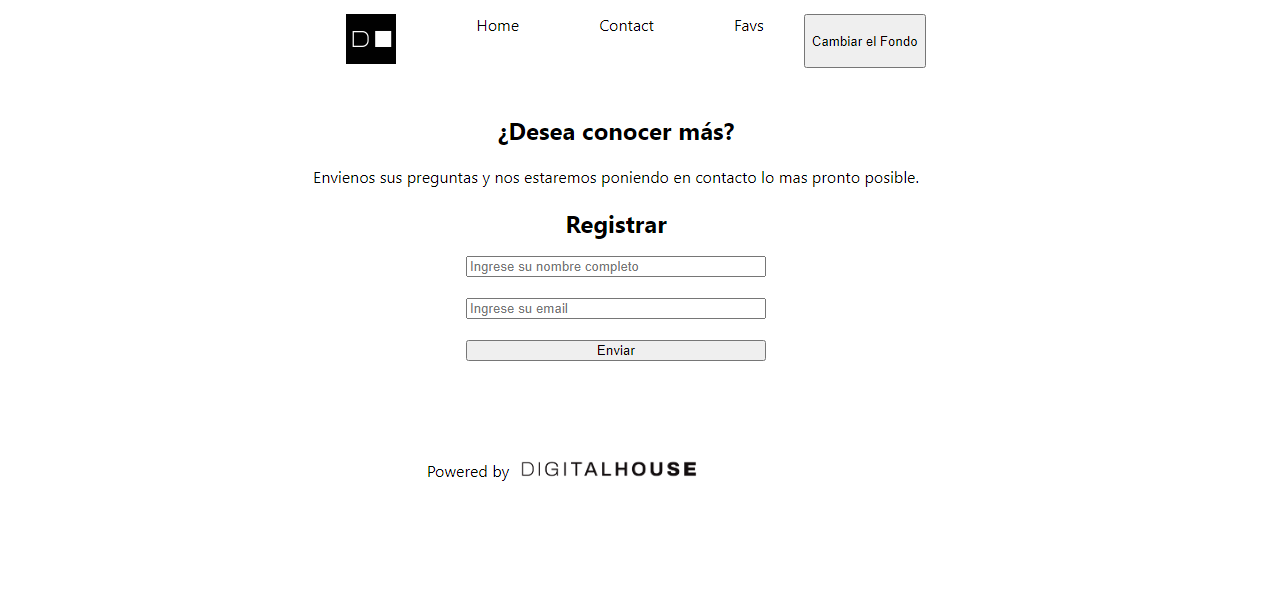 D Home Contact Favs Cambiar el Fondo
¿Desea conocer más?
Envienos sus preguntas y nos estaremos poniendo en contacto lo mas pronto posible.
Registrar
Ingrese su nombre completo
Ingrese su email
Enviar
Powered by DIGITALHOUSE